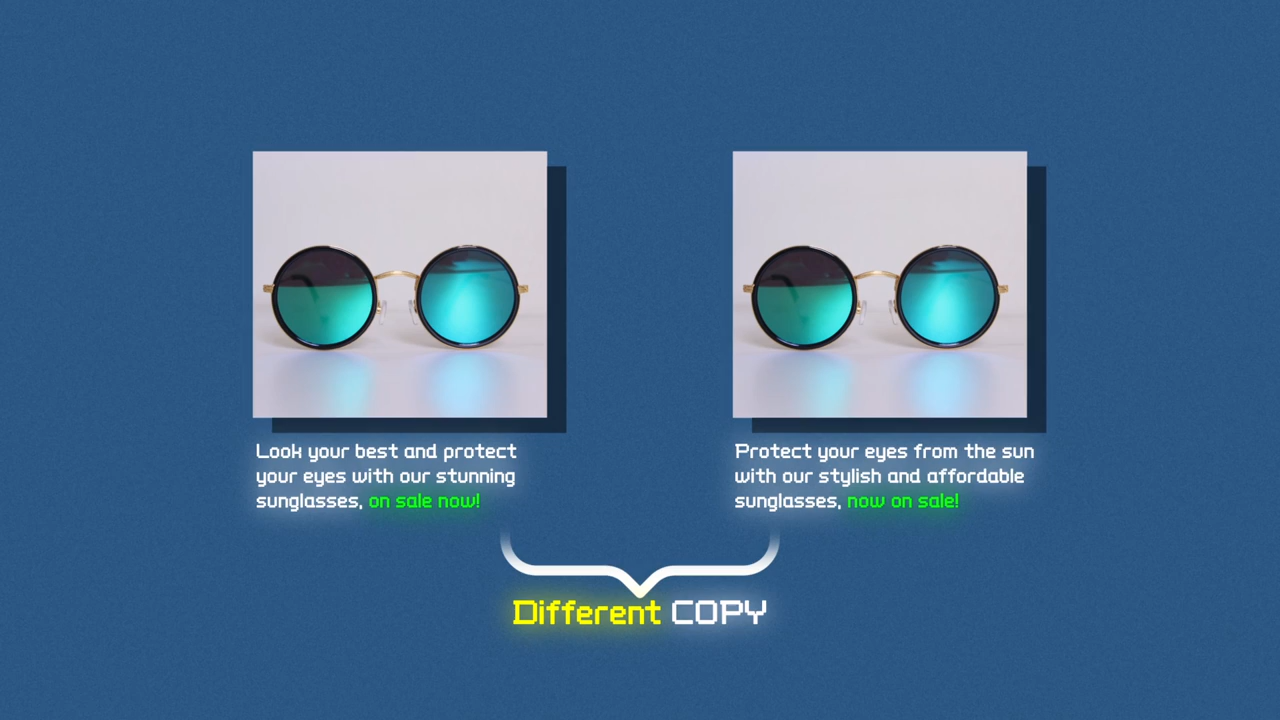 Look your best and protect
your eyes with our stunning
sunglasses, on sale now!
Protect your eyes from the sun
with our stylish and affordable
sunglasses, now on sale!
Different COPY